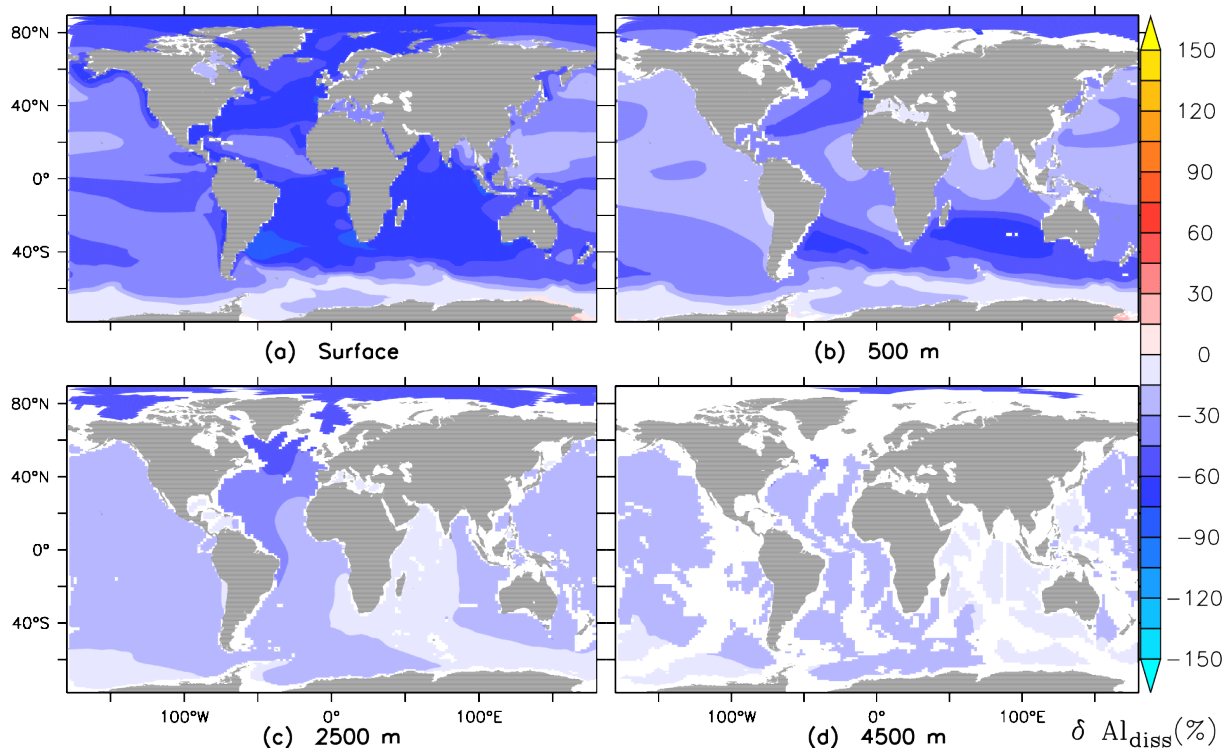 80°N
40°N
0°
40°S
(a) Surface
(b) 500 m
80°N
40°N
0°
40°S
100°W
0°
100°E
100°W
0°
100°E
(c) 2500 m
(d) 4500 m
150
120
90
60
30
0
−30
−60
−90
−120
−150
δ Al_diss(%)